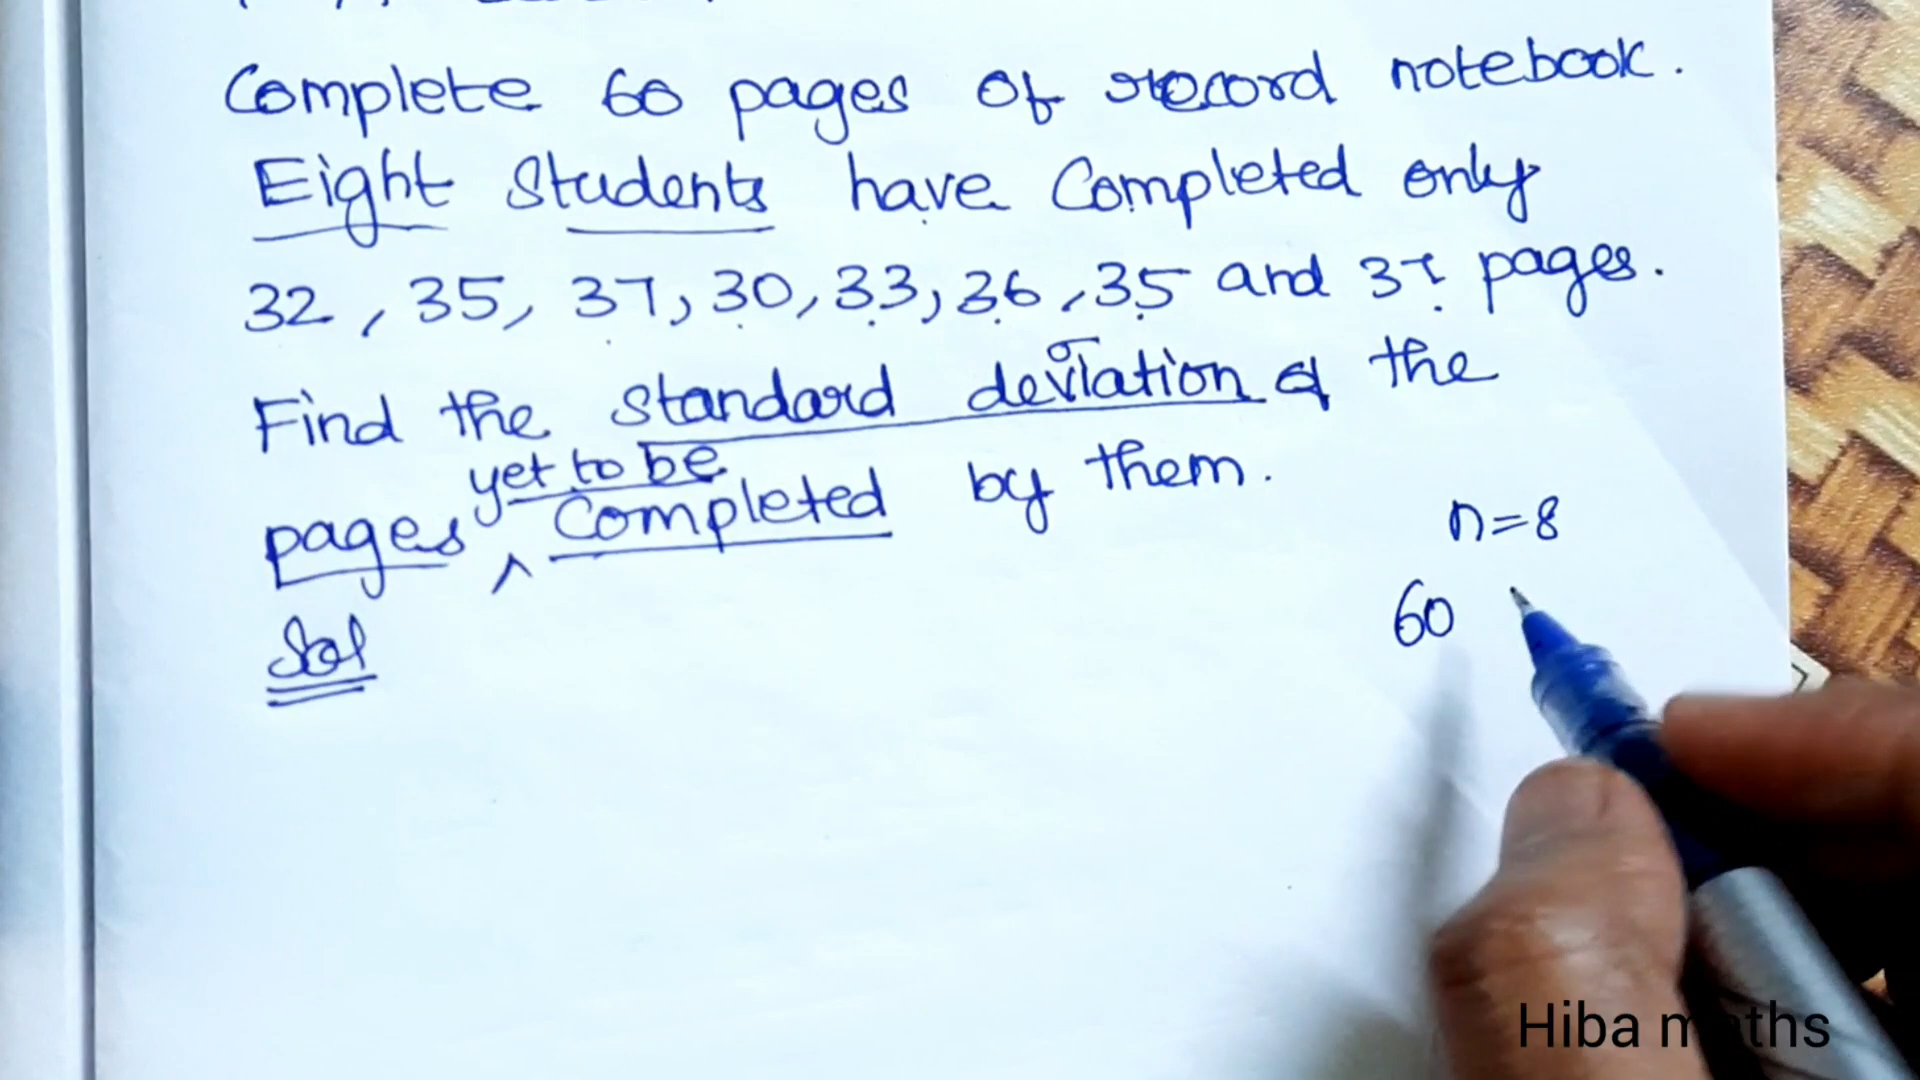 Complete 60 pages of record notebook.
Eight Students have Completed only
32, 35, 37, 30, 33, 36, 35 and 37 pages.
Find the standard deviation of the
σ
yet to be
pages ^ Completed by them.
n=8
60
Sol
Hiba maths